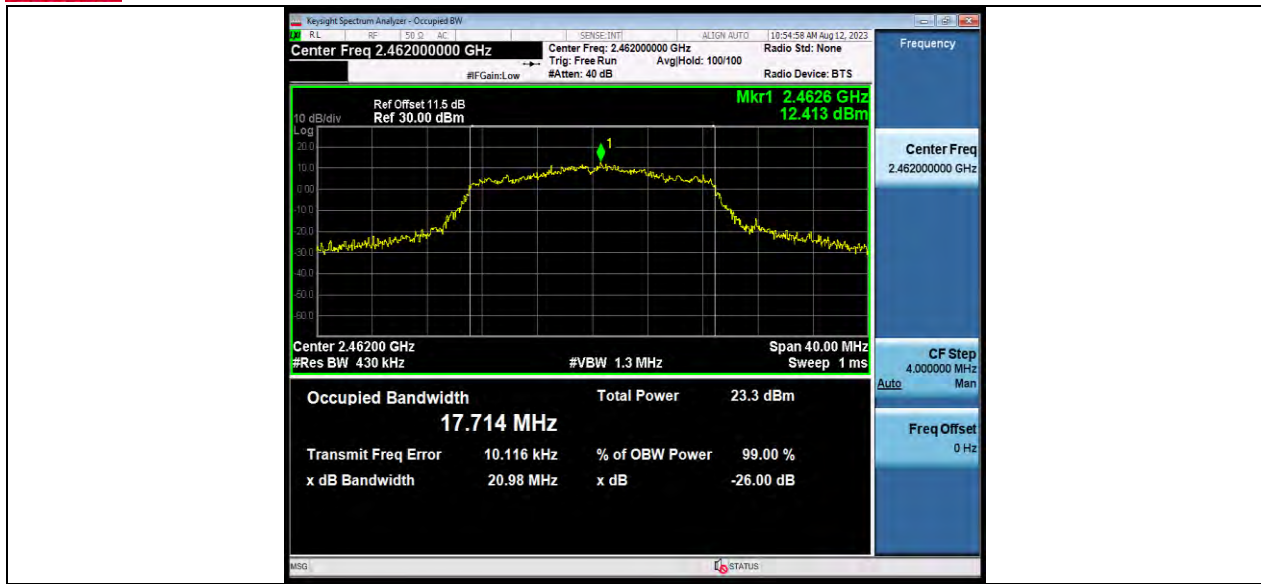 Keysight Spectrum Analyzer - Occupied BW
RL RF 50 Ω AC SENSE:INT ALIGN AUTO 10:54:58 AM Aug 12, 2023
Center Freq 2.462000000 GHz
Center Freq: 2.462000000 GHz
Radio Std: None
Trig: Free Run Avg|Hold: 100/100
#IFGain:Low #Atten: 40 dB Radio Device: BTS
Frequency
Mkr1 2.4626 GHz
12.413 dBm
Ref Offset 11.5 dB
10 dB/div Ref 30.00 dBm
Log
20.0
10.0
0.00
-10.0
-20.0
-30.0
-40.0
-50.0
-60.0
1
Center 2.46200 GHz Span 40.00 MHz
#Res BW 430 kHz #VBW 1.3 MHz Sweep 1 ms
Center Freq
2.462000000 GHz
CF Step
4.000000 MHz
Auto Man
Freq Offset
0 Hz
Occupied Bandwidth Total Power 23.3 dBm
17.714 MHz
Transmit Freq Error 10.116 kHz % of OBW Power 99.00 %
x dB Bandwidth 20.98 MHz x dB -26.00 dB
MSG STATUS